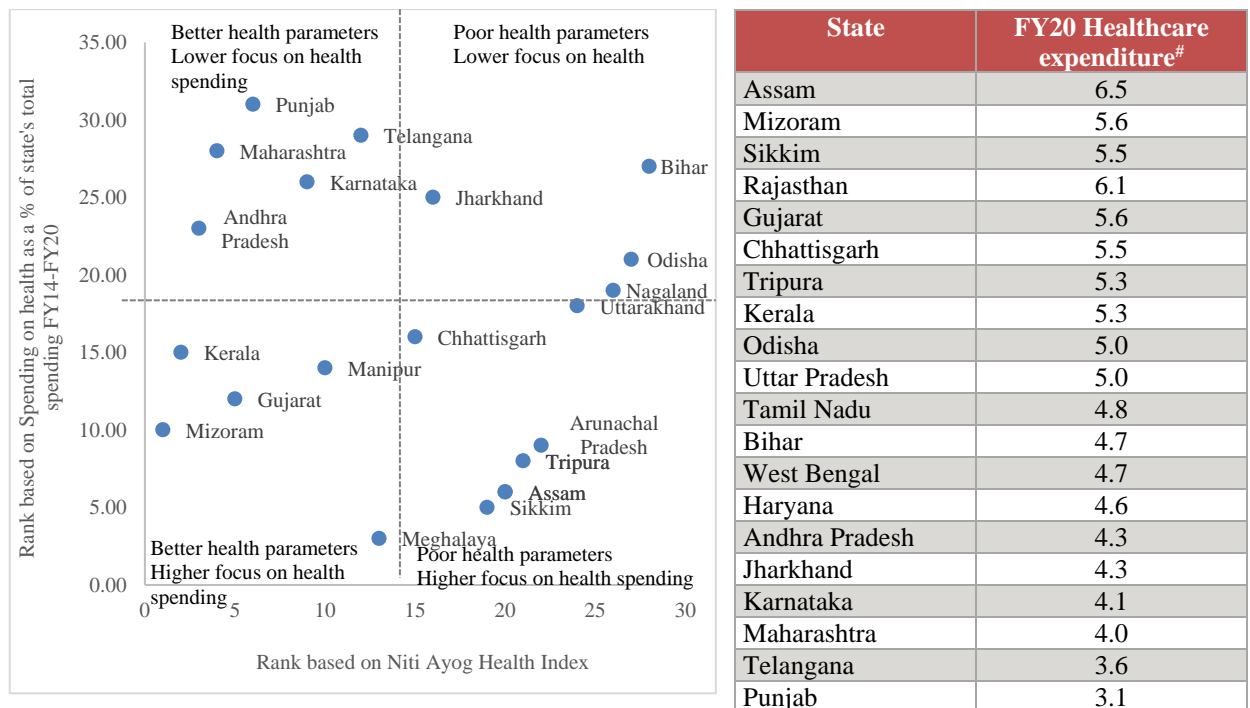 Better health parameters
Lower focus on health
spending
Poor health parameters
Lower focus on health
Rank based on Spending on health as a % of state's total
spending FY14-FY20
35.00
30.00
25.00
20.00
15.00
10.00
5.00
0.00
Punjab
Telangana
Maharashtra
Karnataka
Andhra
Pradesh
Jharkhand
Bihar
Odisha
Nagaland
Uttarakhand
Chhattisgarh
Kerala
Manipur
Gujarat
Mizoram
Arunachal
Pradesh
Tripura
Assam
Sikkim
Meghalaya
Better health parameters
Higher focus on health
spending
Poor health parameters
Higher focus on health spending
0 5 10 15 20 25 30
Rank based on Niti Ayog Health Index
State FY20 Healthcare
expenditure#
Assam 6.5
Mizoram 5.6
Sikkim 5.5
Rajasthan 6.1
Gujarat 5.6
Chhattisgarh 5.5
Tripura 5.3
Kerala 5.3
Odisha 5.0
Uttar Pradesh 5.0
Tamil Nadu 4.8
Bihar 4.7
West Bengal 4.7
Haryana 4.6
Andhra Pradesh 4.3
Jharkhand 4.3
Karnataka 4.1
Maharashtra 4.0
Telangana 3.6
Punjab 3.1